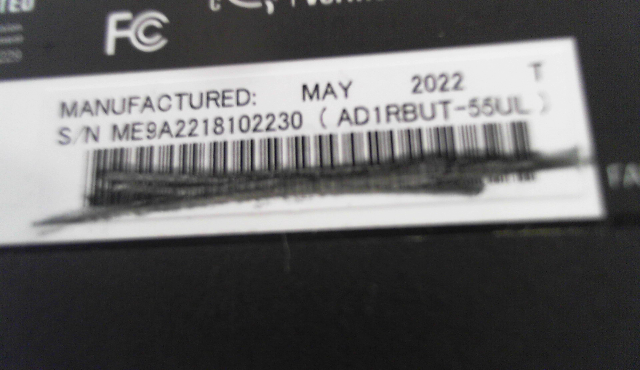 FC
MANUFACTURED: MAY 2022 T
S/N ME9A2218102230 ( AD1RBUT-55UL )